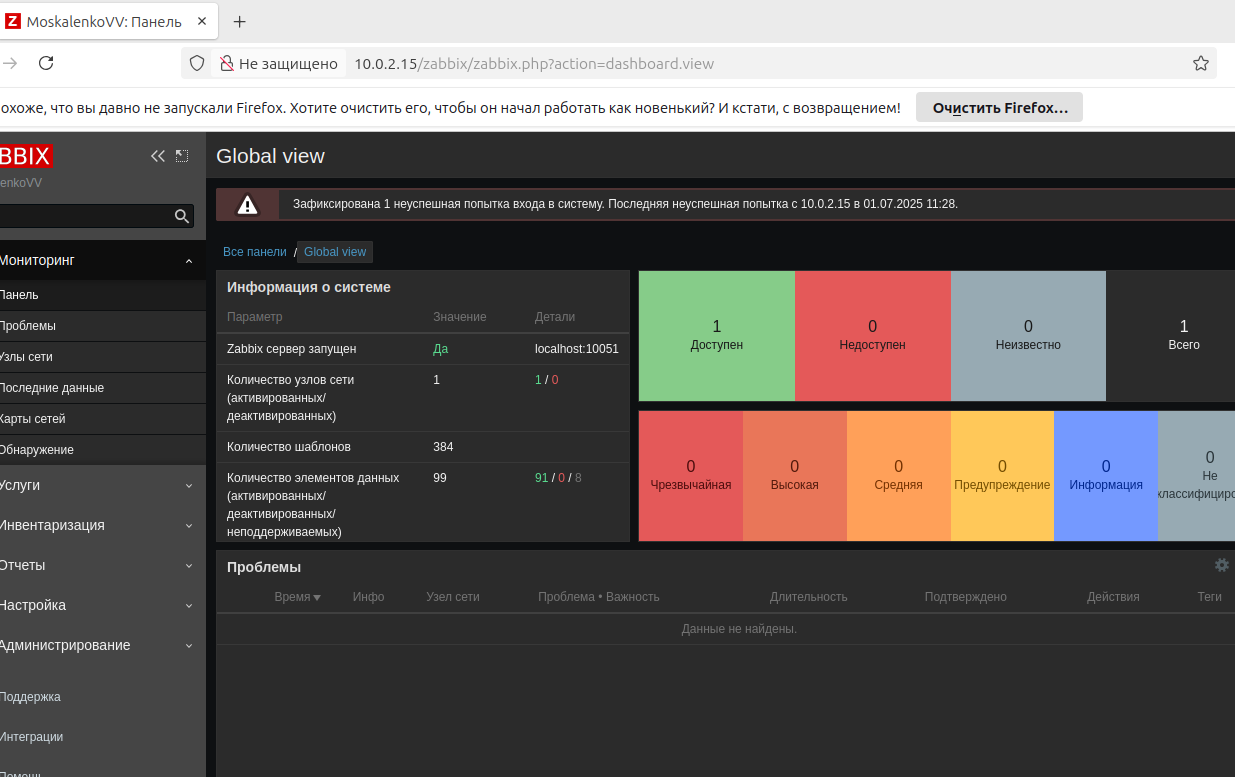 Z MoskalenkoVV: Панель
Не защищено 10.0.2.15/zabbix/zabbix.php?action=dashboard.view
охоже, что вы давно не запускали Firefox. Хотите очистить его, чтобы он начал работать как новенький? И кстати, с возвращением! Очистить Firefox...
BBIX
lenkoVV
Мониторинг
Панель
Проблемы
Узлы сети
Последние данные
Карты сетей
Обнаружение
Услуги
Инвентаризация
Отчеты
Настройка
Администрирование
Поддержка
Интеграции
Помощь
Global view
Зафиксирована 1 неуспешная попытка входа в систему. Последняя неуспешная попытка с 10.0.2.15 в 01.07.2025 11:28.
Все панели / Global view
Информация о системе
Параметр Значение Детали
Zabbix сервер запущен Да localhost:10051
Количество узлов сети 1 1 / 0
(активированных/
деактивированных)
Количество шаблонов 384
Количество элементов данных 99 91 / 0 / 8
(активированных/
деактивированных/
неподдерживаемых)
1 0 0 1
Доступен Недоступен Неизвестно Всего
0 0 0 0 0 0
Чрезвычайная Высокая Средняя Предупреждение Информация Не
классифициро
Проблемы
Время Инфо Узел сети Проблема • Важность Длительность Подтверждено Действия Теги
Данные не найдены.